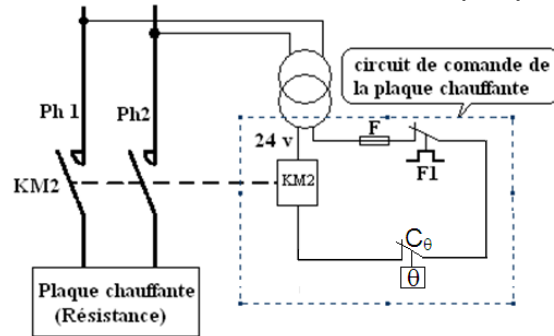 circuit de comande de
la plaque chauffante
Ph 1
Ph2
24 v
F
F1
KM2
KM2
Cθ
θ
Plaque chauffante
(Résistance)